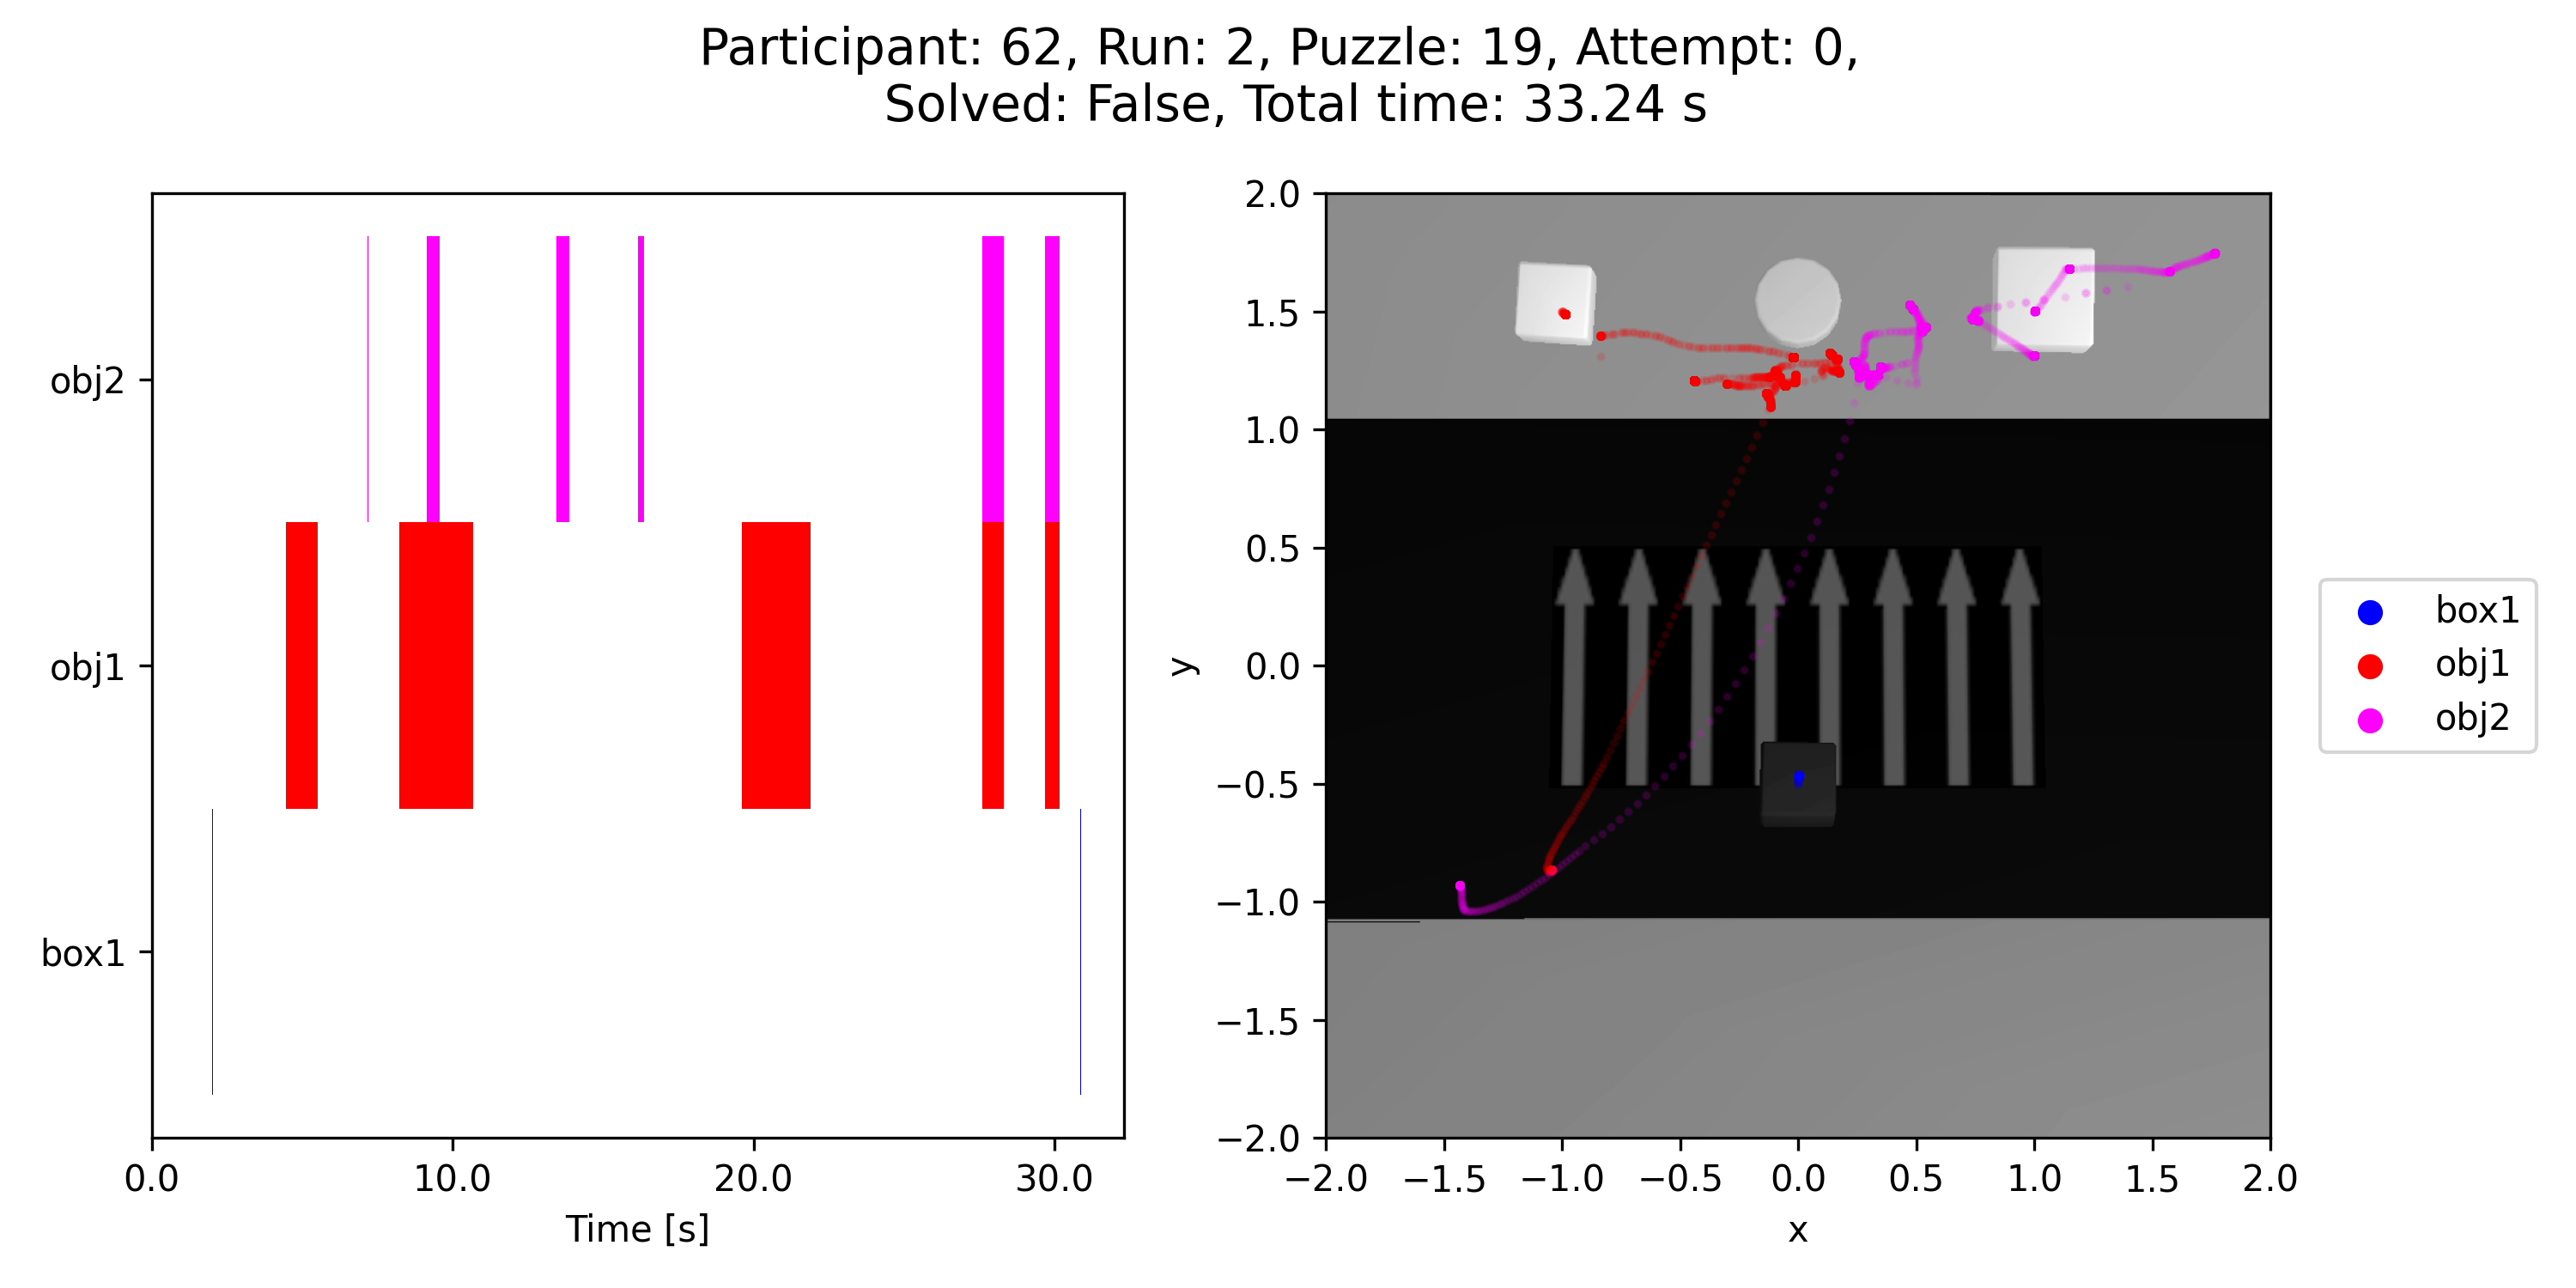 Participant: 62, Run: 2, Puzzle: 19, Attempt: 0,
Solved: False, Total time: 33.24 s
obj2
obj1
box1
0.0 10.0 20.0 30.0
Time [s]
2.0
1.5
1.0
0.5
0.0
−0.5
−1.0
−1.5
−2.0
y
−2.0 −1.5 −1.0 −0.5 0.0 0.5 1.0 1.5 2.0
x
box1
obj1
obj2